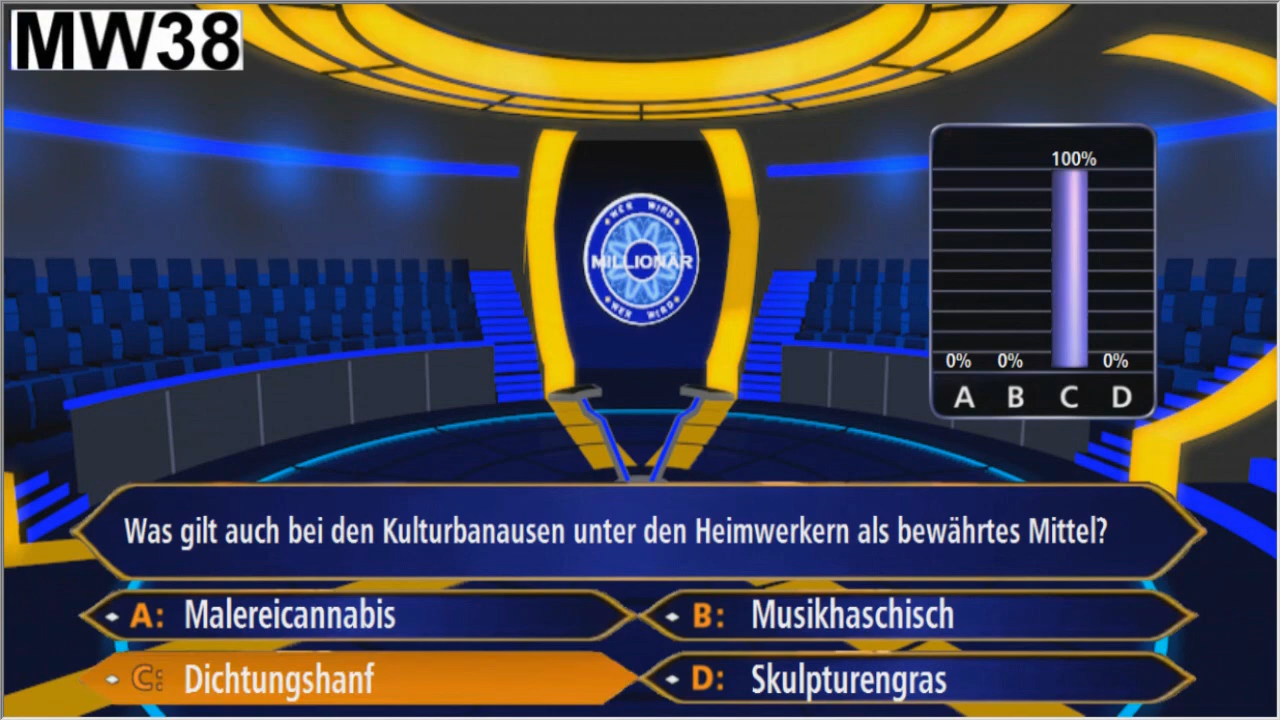 MW38
WER WIRD
MILLIONÄR
WER WIRD
100%
0% 0% 0%
A B C D
Was gilt auch bei den Kulturbanausen unter den Heimwerkern als bewährtes Mittel?
A: Malereicannabis
B: Musikhaschisch
C: Dichtungshanf
D: Skulpturengras